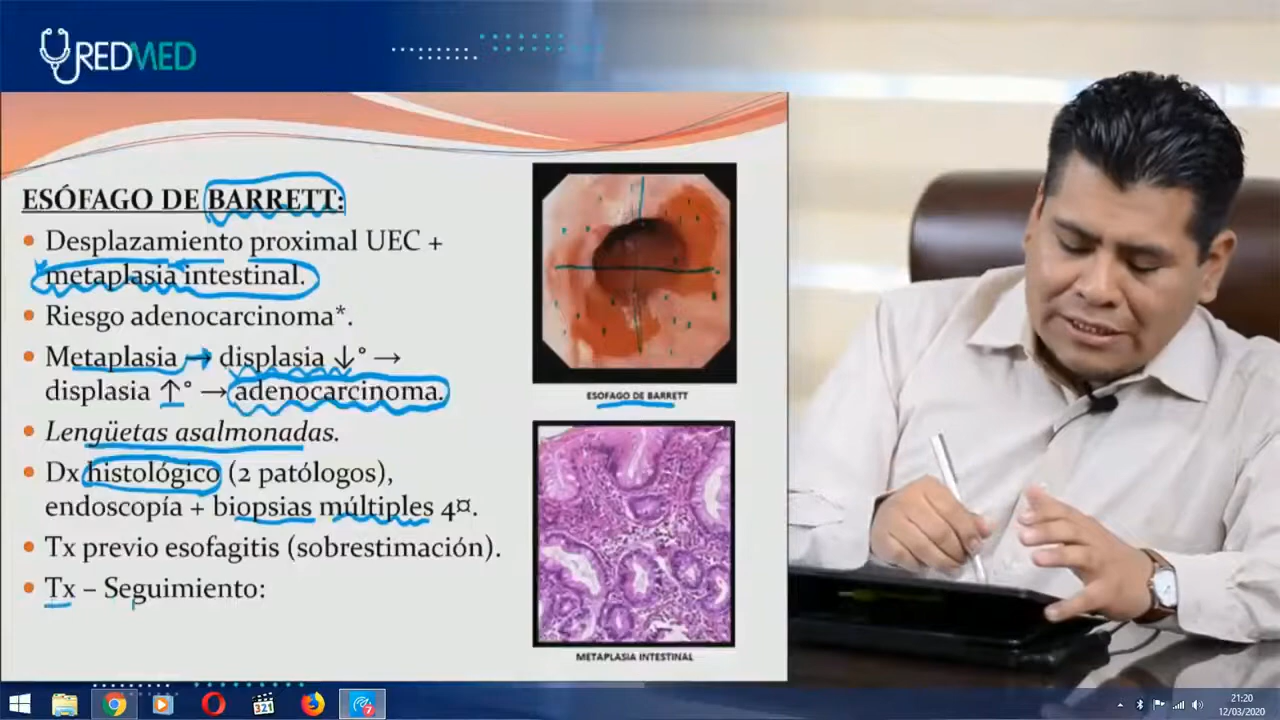 REDMED
ESÓFAGO DE BARRETT:
• Desplazamiento proximal UEC +
metaplasia intestinal.
• Riesgo adenocarcinoma*.
• Metaplasia → displasia ↓° →
displasia ↑° → adenocarcinoma.
• Lengüetas asalmonadas.
• Dx histológico (2 patólogos),
endoscopía + biopsias múltiples 4¤.
• Tx previo esofagitis (sobrestimación).
• Tx – Seguimiento:
ESOFAGO DE BARRETT
METAPLASIA INTESTINAL
321
7
21:20
12/03/2020